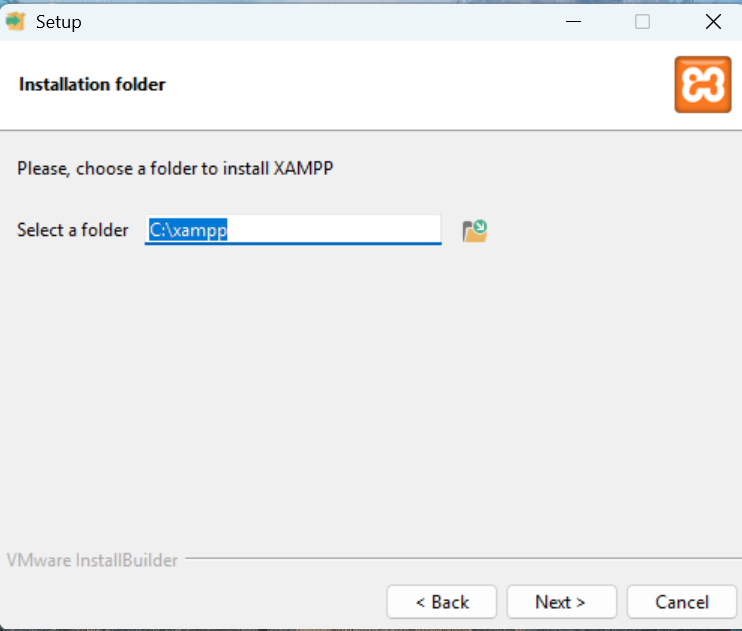 Setup
Installation folder
Please, choose a folder to install XAMPP
Select a folder C:\xampp
VMware InstallBuilder
< Back Next > Cancel